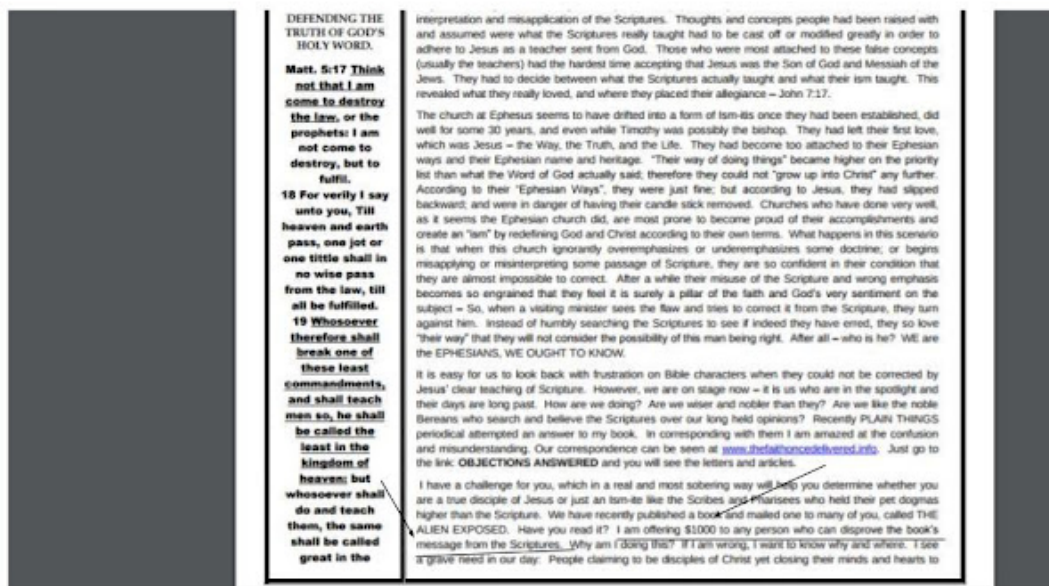 DEFENDING THE
TRUTH OF GOD'S
HOLY WORD.
Matt. 5:17 Think
not that I am
come to destroy
the law, or the
prophets: I am
not come to
destroy, but to
fulfil.
18 For verily I say
unto you, Till
heaven and earth
pass, one jot or
one tittle shall in
no wise pass
from the law, till
all be fulfilled.
19 Whosoever
therefore shall
break one of
these least
commandments,
and shall teach
men so, he shall
be called the
least in the
kingdom of
heaven: but
whosoever shall
do and teach
them, the same
shall be called
great in the
interpretation and misapplication of the Scriptures. Thoughts and concepts people had been raised with
and assumed were what the Scriptures really taught had to be cast off or modified greatly in order to
adhere to Jesus as a teacher sent from God. Those who were most attached to these false concepts
(usually the teachers) had the hardest time accepting that Jesus was the Son of God and Messiah of the
Jews. They had to decide between what the Scriptures actually taught and what their ism taught. This
revealed what they really loved, and where they placed their allegiance – John 7:17.
The church at Ephesus seems to have drifted into a form of Ism-itis once they had been established, did
well for some 30 years, and even while Timothy was possibly the bishop. They had left their first love,
which was Jesus – the Way, the Truth, and the Life. They had become too attached to their Ephesian
ways and their Ephesian name and heritage. "Their way of doing things" became higher on the priority
list than what the Word of God actually said; therefore they could not "grow up into Christ" any further.
According to their "Ephesian Ways", they were just fine; but according to Jesus, they had slipped
backward; and were in danger of having their candle stick removed. Churches who have done very well,
as it seems the Ephesian church did, are most prone to become proud of their accomplishments and
create an "ism" by redefining God and Christ according to their own terms. What happens in this scenario
is that when this church ignorantly overemphasizes or underemphasizes some doctrine; or begins
misapplying or misinterpreting some passage of Scripture, they are so confident in their condition that
they are almost impossible to correct. After a while their misuse of the Scripture and wrong emphasis
becomes so engrained that they feel it is surely a pillar of the faith and God's very sentiment on the
subject – So, when a visiting minister sees the flaw and tries to correct it from the Scripture, they turn
against him. Instead of humbly searching the Scriptures to see if indeed they have erred, they so love
"their way" that they will not consider the possibility of this man being right. After all – who is he? WE are
the EPHESIANS, WE OUGHT TO KNOW.
It is easy for us to look back with frustration on Bible characters when they could not be corrected by
Jesus' clear teaching of Scripture. However, we are on stage now – it is us who are in the spotlight and
their days are long past. How are we doing? Are we wiser and nobler than they? Are we like the noble
Bereans who search and believe the Scriptures over our long held opinions? Recently PLAIN THINGS
periodical attempted an answer to my book. In corresponding with them I am amazed at the confusion
and misunderstanding. Our correspondence can be seen at www.thefaithoncedelivered.info. Just go to
the link: OBJECTIONS ANSWERED and you will see the letters and articles.
I have a challenge for you, which in a real and most sobering way will help you determine whether you
are a true disciple of Jesus or just an Ism-ite like the Scribes and Pharisees who held their pet dogmas
higher than the Scripture. We have recently published a book and mailed one to many of you, called THE
ALIEN EXPOSED. Have you read it? I am offering $1000 to any person who can disprove the book's
message from the Scriptures. Why am I doing this? If I am wrong, I want to know why and where. I see
a grave need in our day: People claiming to be disciples of Christ yet closing their minds and hearts to